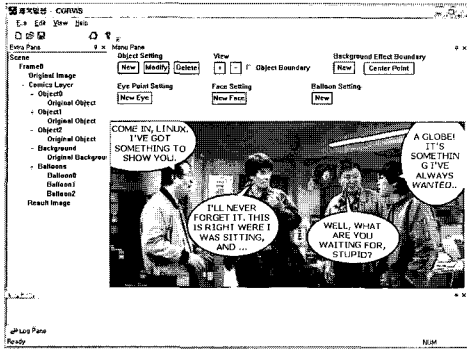 - CORVIS
Edit View Help
Extra Pane
Menu Pane
Scene
Frame0
Original Image
Comics Layer
Object0
Original Object
Object1
Original Object
Object2
Original Object
Background
Original Backgrou
Balloons
Balloon0
Balloon1
Balloon2
Result Image
Object Setting
New Modify Delete
View
+ - Object Boundary
Background Effect Boundary
New Center Point
Eye Point Setting
New Eye
Face Setting
New Face
Balloon Setting
New
COME IN, LINUX.
I'VE GOT
SOMETHING TO
SHOW YOU.
I'LL NEVER
FORGET IT. THIS
IS RIGHT WERE I
WAS SITTING,
AND ...
WELL, WHAT
ARE YOU
WAITING FOR,
STUPID?
A GLOBE!
IT'S
SOMETHIN
G I'VE
ALWAYS
WANTED..
Log Pane
Ready
NUM